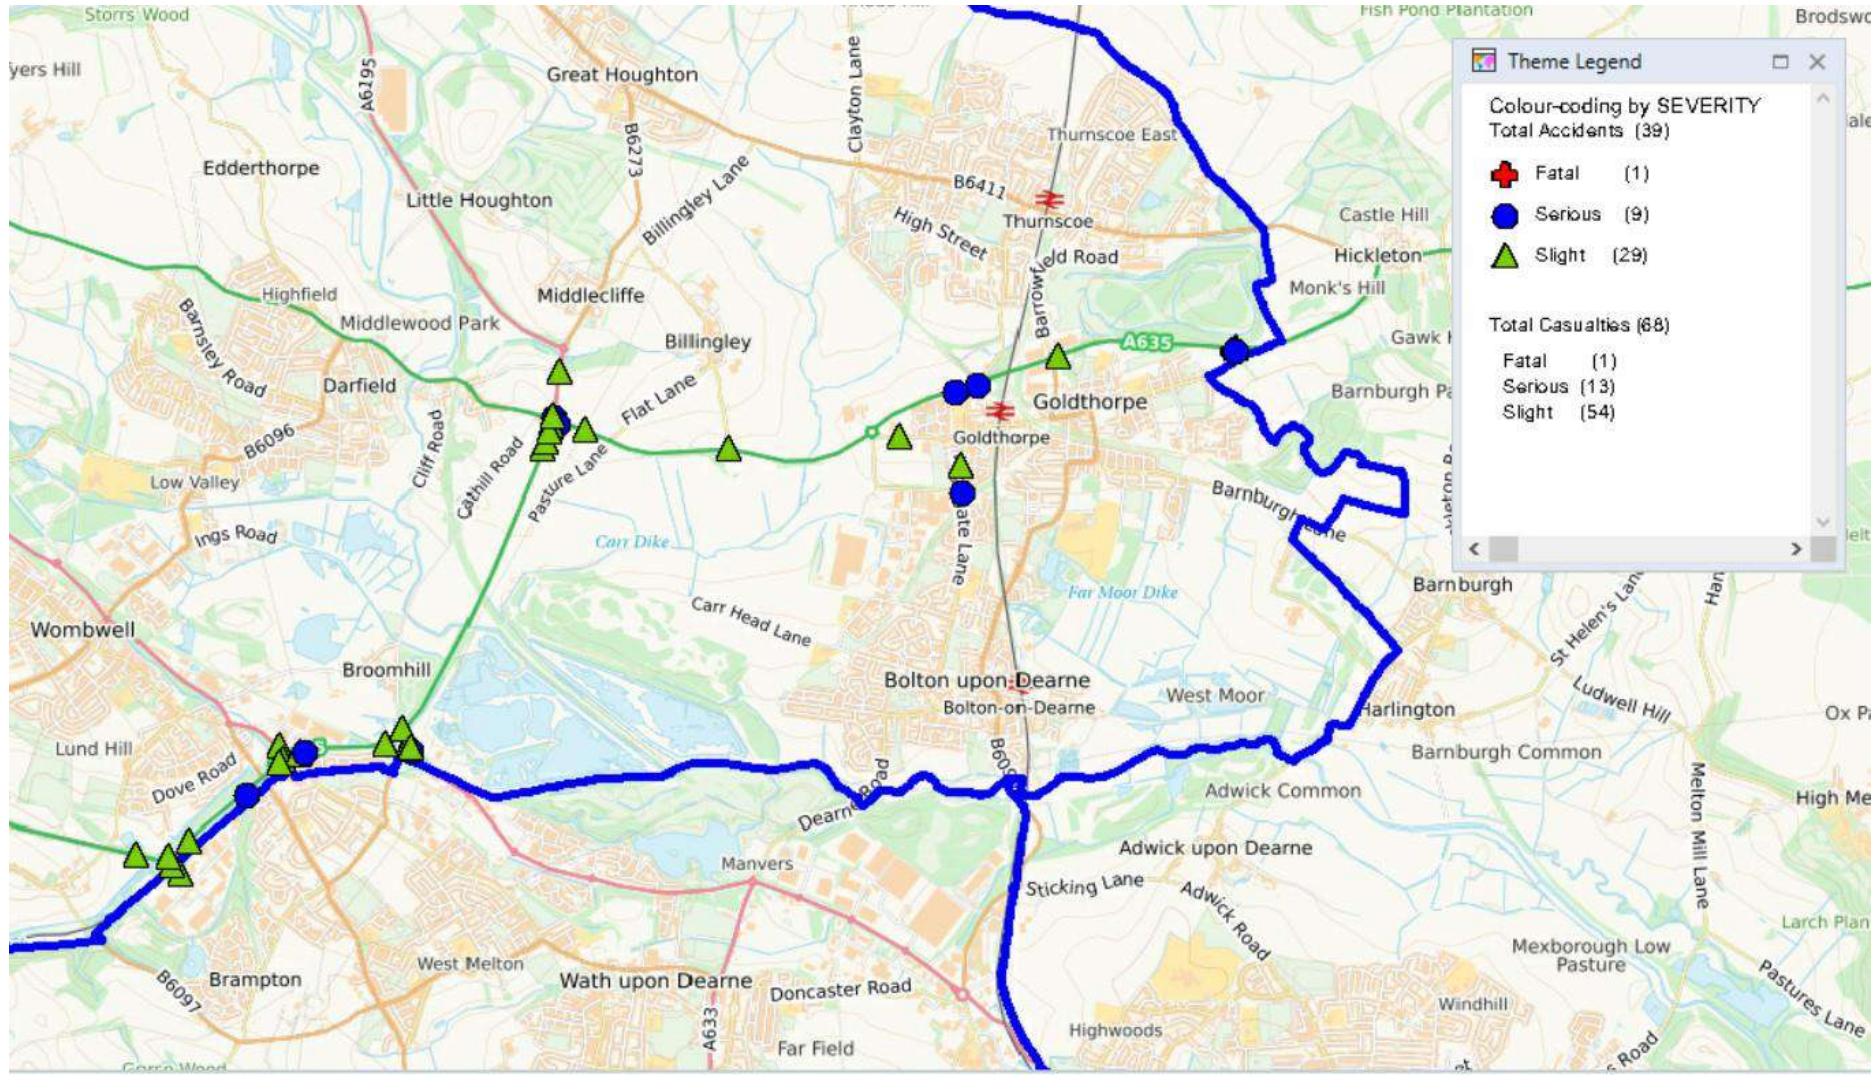 Storrs Wood
Fish Pond Plantation
Brodswo
yers Hill
A6195
Great Houghton
Clayton Lane
Theme Legend
Colour-coding by SEVERITY
Total Accidents (39)
Fatal (1)
Serious (9)
Slight (29)
Total Casualties (68)
Fatal (1)
Serious (13)
Slight (54)
B6273
Thurnscoe East
Edderthorpe
Little Houghton
Billingley Lane
B6411
High Street
Thurnscoe
Castle Hill
ld Road
Hickleton
Barrowf
Monk's Hill
Highfield
Middlecliffe
Middlewood Park
Barnsley Road
Billingley
A635
Gawk H
Darfield
Flat Lane
Barnburgh Pa
Goldthorpe
Goldthorpe
B6096
Cliff Road
Cathill Road
Pasture Lane
Low Valley
Barnburgh Lane
Ings Road
Carr Dike
ate Lane
Far Moor Dike
Barnburgh
Carr Head Lane
St Helen's Lane
Wombwell
Broomhill
Bolton upon Dearne
Bolton-on-Dearne
West Moor
Harlington
Ludwell Hill
Ox Pa
Lund Hill
Barnburgh Common
Dove Road
B609
Dearne Road
Adwick Common
Melton Mill Lane
High Me
Manvers
Adwick upon Dearne
Sticking Lane
Adwick Road
Larch Plan
B6097
Brampton
West Melton
Wath upon Dearne
Doncaster Road
Mexborough Low
Pasture
Pastures Lane
A633
Highwoods
Windhill
Far Field
s Road